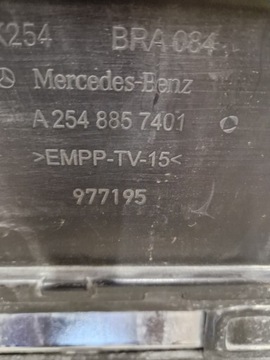 X254 BRA 084
Mercedes-Benz
A 254 885 7401
>EMPP-TV-15<
977195